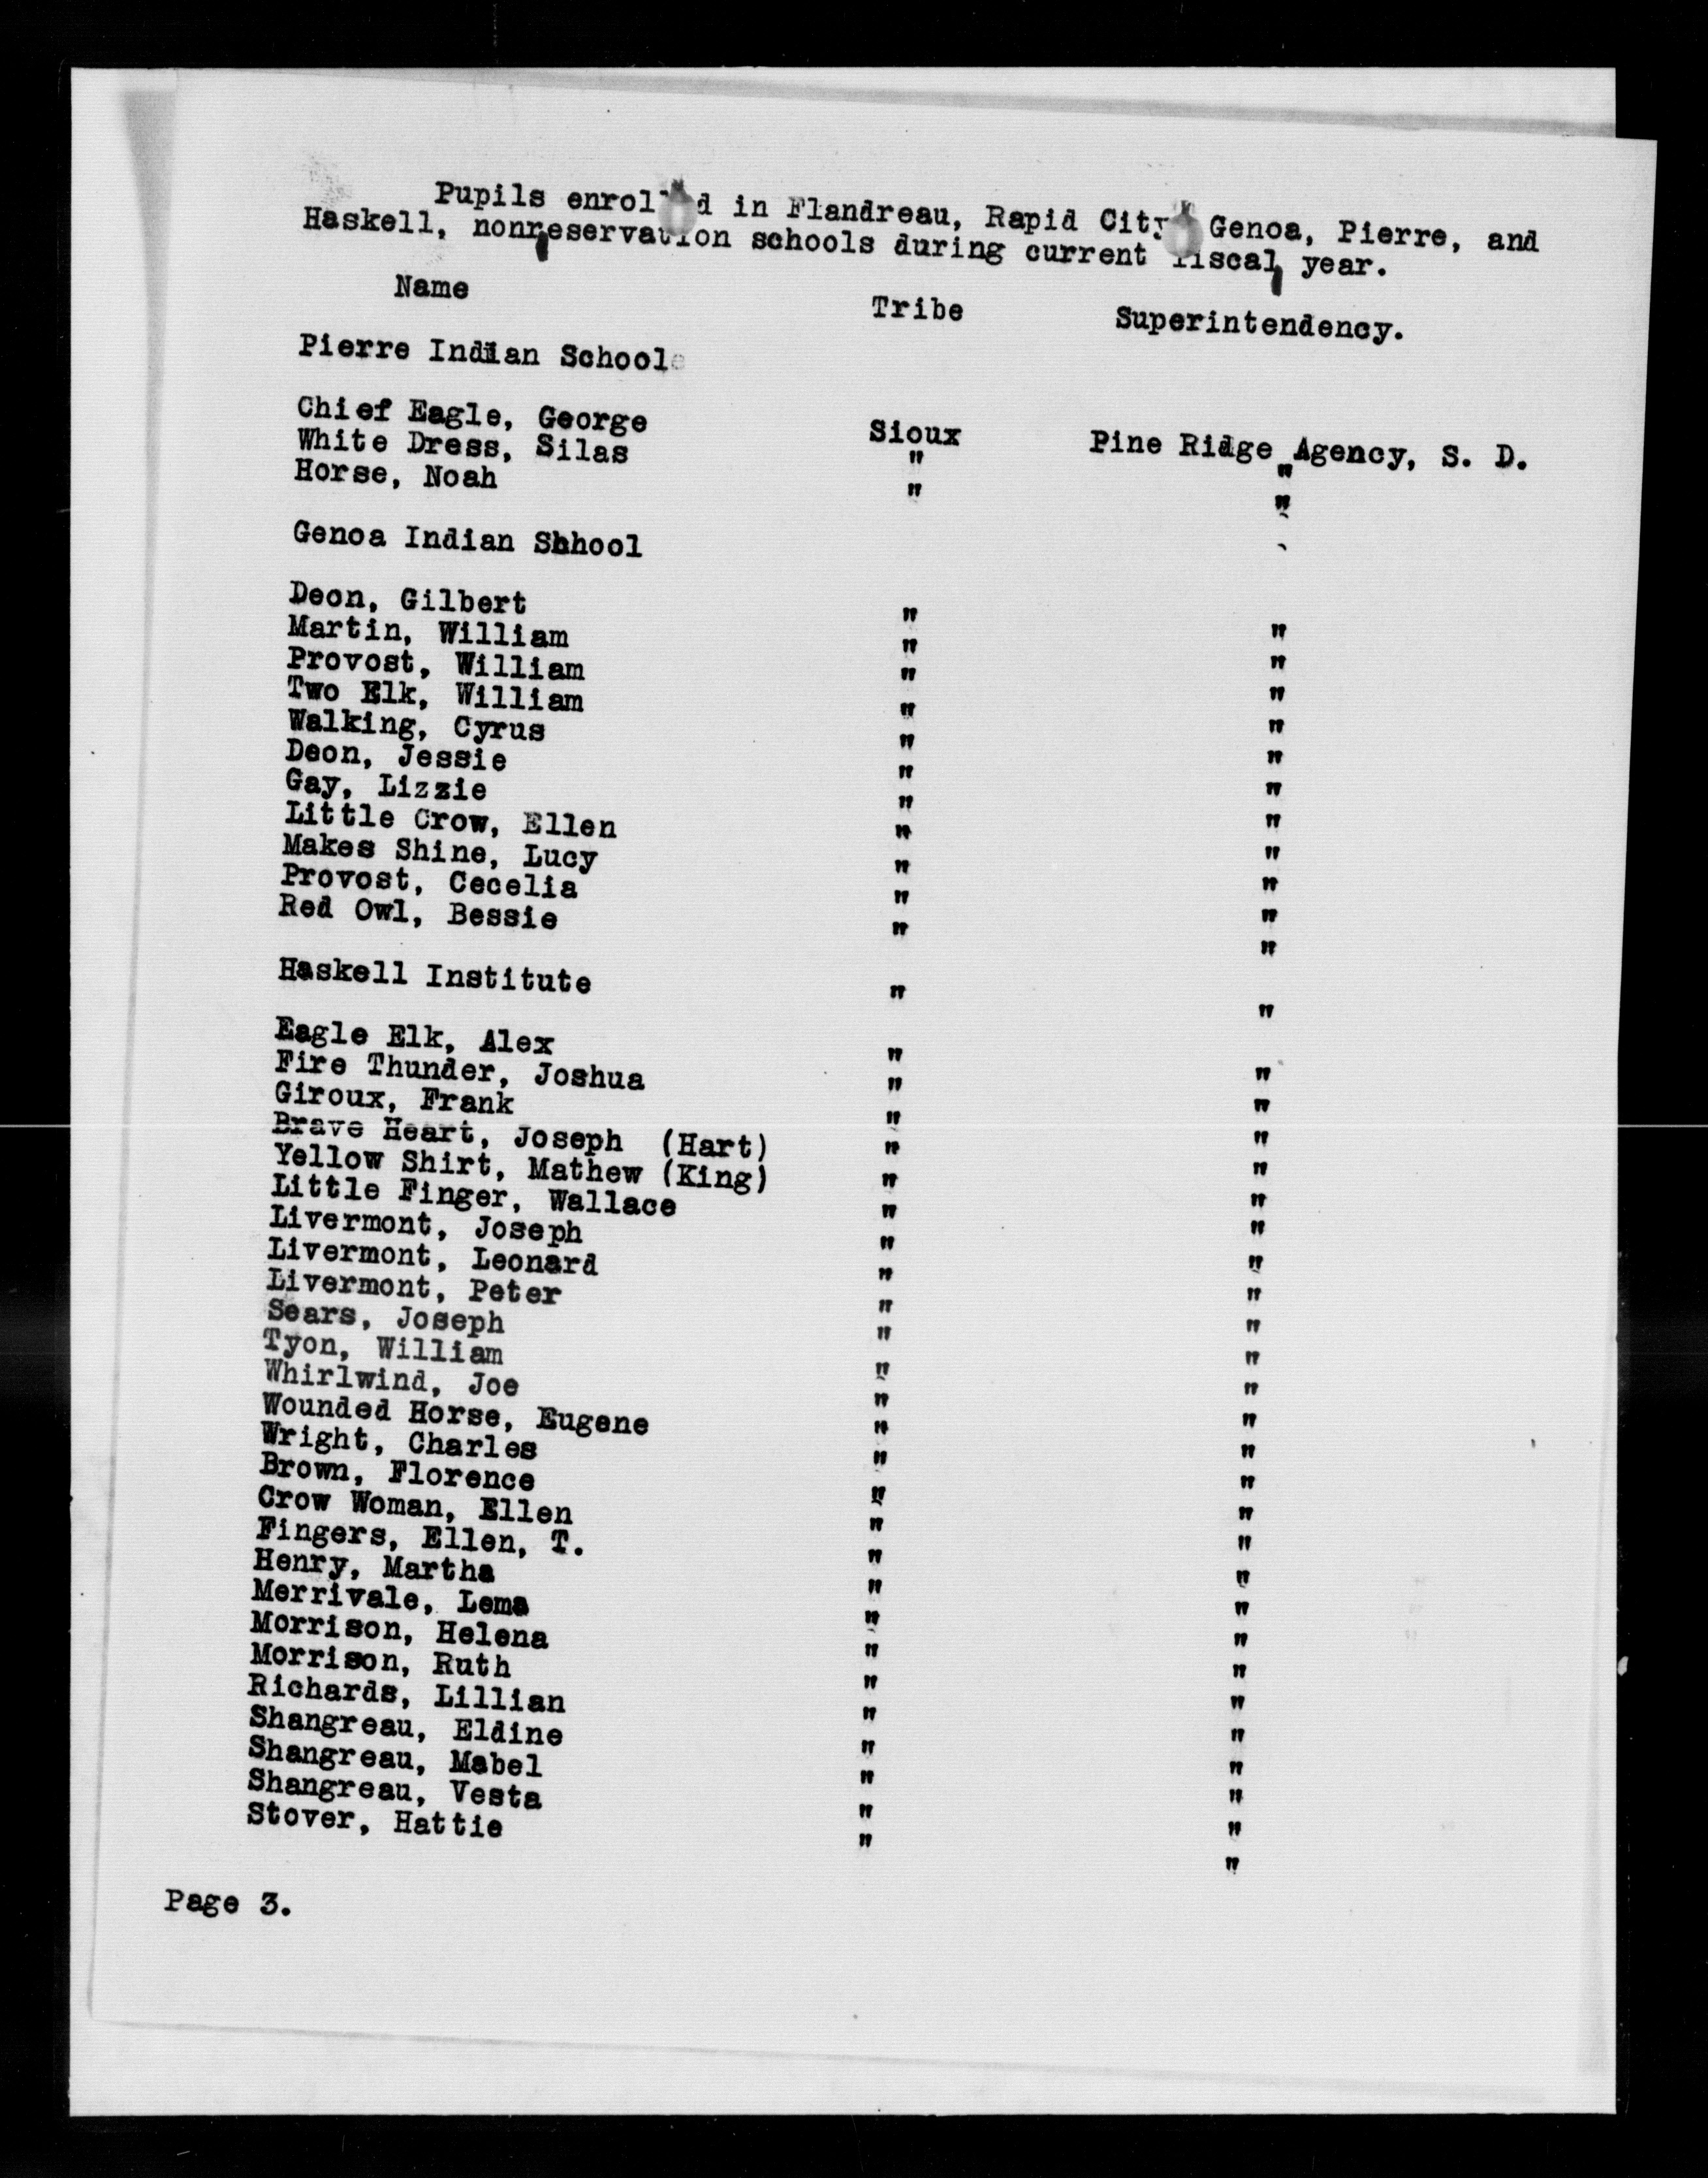 Pupils enrolled in Flandreau, Rapid City, Genoa, Pierre, and
Haskell, nonreservation schools during current fiscal year.
Name Tribe Superintendency.
Pierre Indian School
Chief Eagle, George Sioux Pine Ridge Agency, S. D.
White Dress, Silas " "
Horse, Noah " "
Genoa Indian Shhool
Deon, Gilbert " "
Martin, William " "
Provost, William " "
Two Elk, William " "
Walking, Cyrus " "
Deon, Jessie " "
Gay, Lizzie " "
Little Crow, Ellen " "
Makes Shine, Lucy " "
Provost, Cecelia " "
Red Owl, Bessie " "
Haskell Institute " "
Eagle Elk, Alex " "
Fire Thunder, Joshua " "
Giroux, Frank " "
Brave Heart, Joseph (Hart) " "
Yellow Shirt, Mathew (King) " "
Little Finger, Wallace " "
Livermont, Joseph " "
Livermont, Leonard " "
Livermont, Peter " "
Sears, Joseph " "
Tyon, William " "
Whirlwind, Joe " "
Wounded Horse, Eugene " "
Wright, Charles " "
Brown, Florence " "
Crow Woman, Ellen " "
Fingers, Ellen, T. " "
Henry, Martha " "
Merrivale, Lema " "
Morrison, Helena " "
Morrison, Ruth " "
Richards, Lillian " "
Shangreau, Eldine " "
Shangreau, Mabel " "
Shangreau, Vesta " "
Stover, Hattie " "
Page 3.